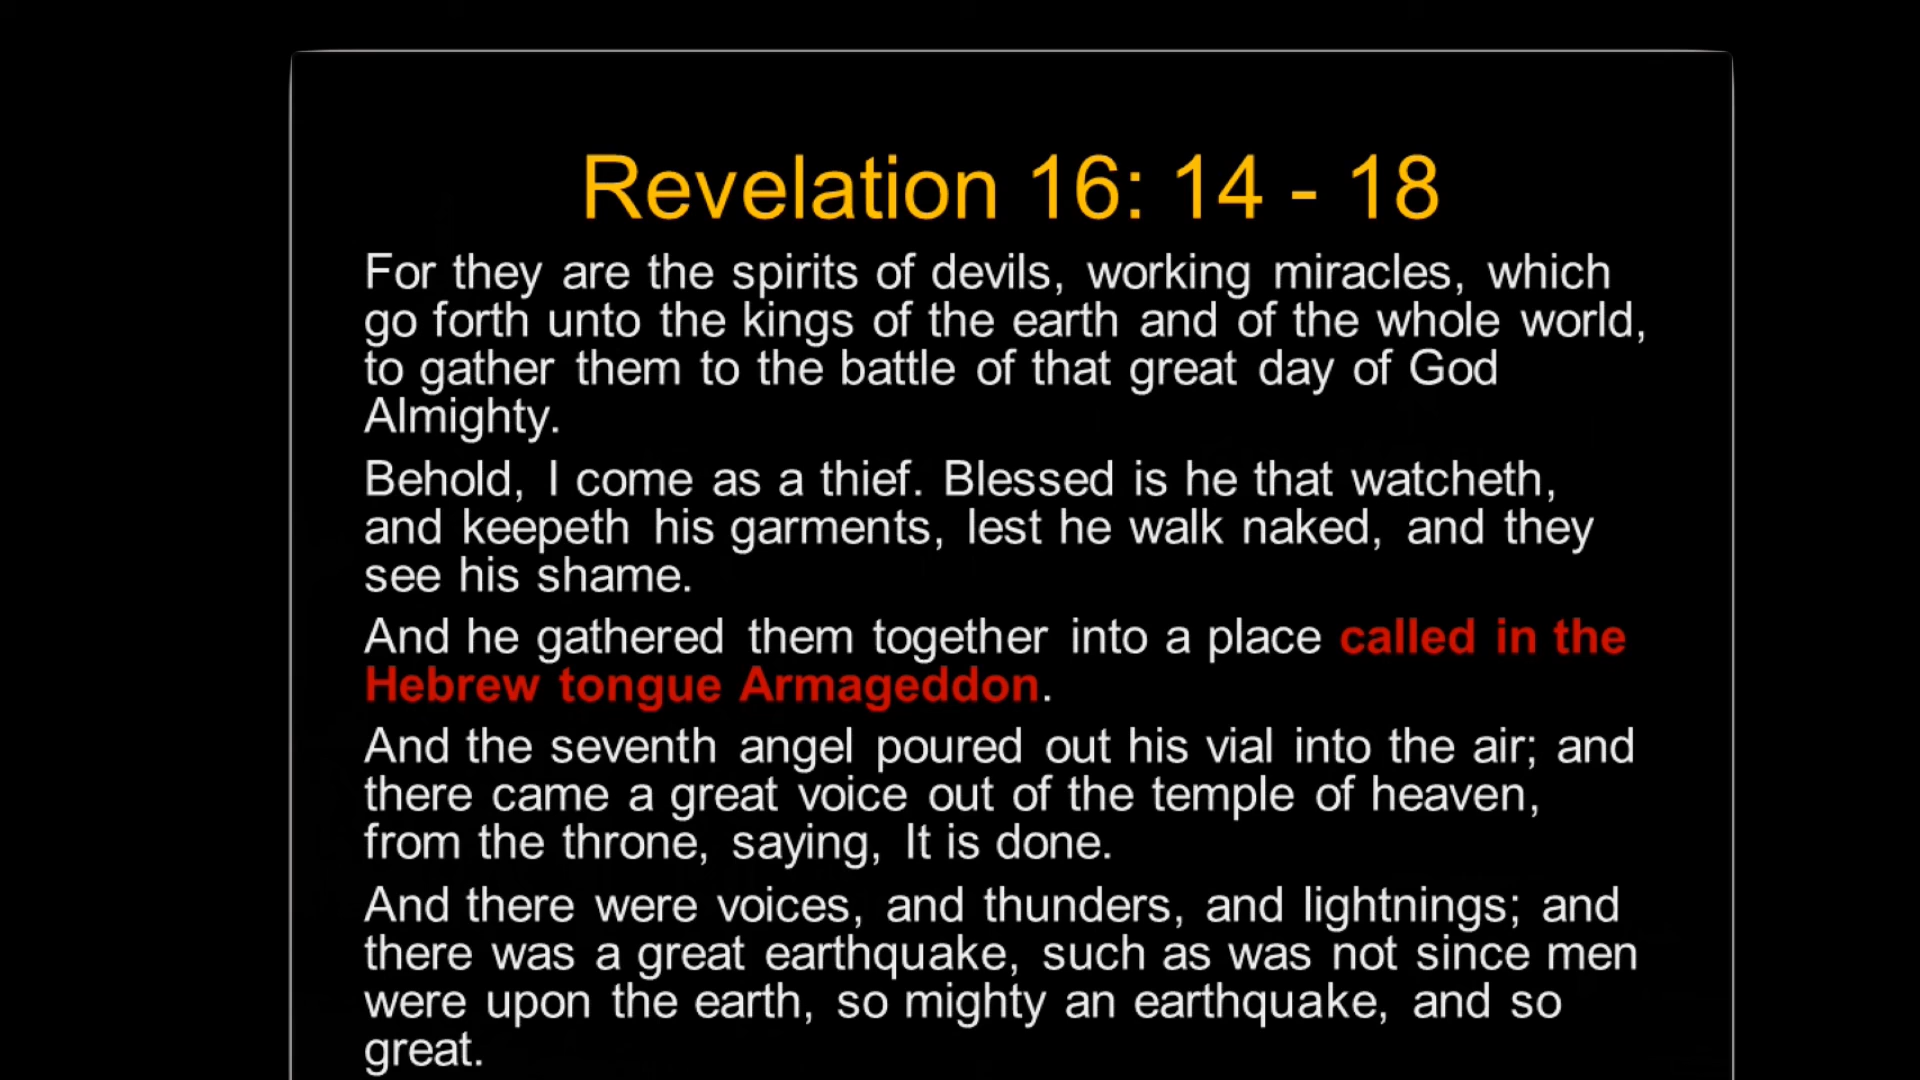 Revelation 16: 14 - 18
For they are the spirits of devils, working miracles, which
go forth unto the kings of the earth and of the whole world,
to gather them to the battle of that great day of God
Almighty.
Behold, I come as a thief. Blessed is he that watcheth,
and keepeth his garments, lest he walk naked, and they
see his shame.
And he gathered them together into a place called in the
Hebrew tongue Armageddon.
And the seventh angel poured out his vial into the air; and
there came a great voice out of the temple of heaven,
from the throne, saying, It is done.
And there were voices, and thunders, and lightnings; and
there was a great earthquake, such as was not since men
were upon the earth, so mighty an earthquake, and so
great.